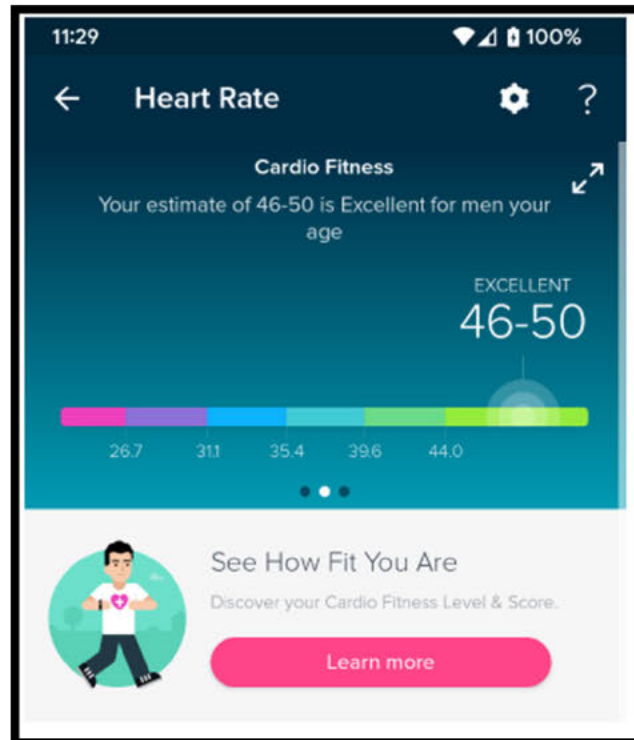 11:29 100%
Heart Rate ?
Cardio Fitness
Your estimate of 46-50 is Excellent for men your
age
EXCELLENT
46-50
26.7 31.1 35.4 39.6 44.0
See How Fit You Are
Discover your Cardio Fitness Level & Score.
Learn more